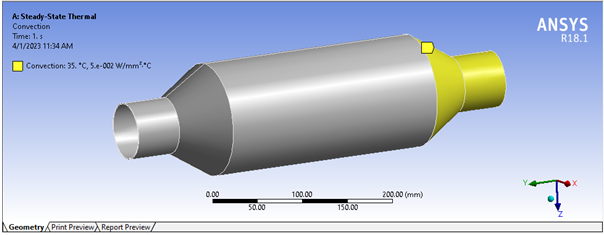 A: Steady-State Thermal
Convection
Time: 1. s
4/1/2023 11:34 AM
Convection: 35. °C, 5.e-002 W/mm²·°C
ANSYS
R18.1
0.00 100.00 200.00 (mm)
50.00 150.00
Y X
Z
Geometry Print Preview Report Preview